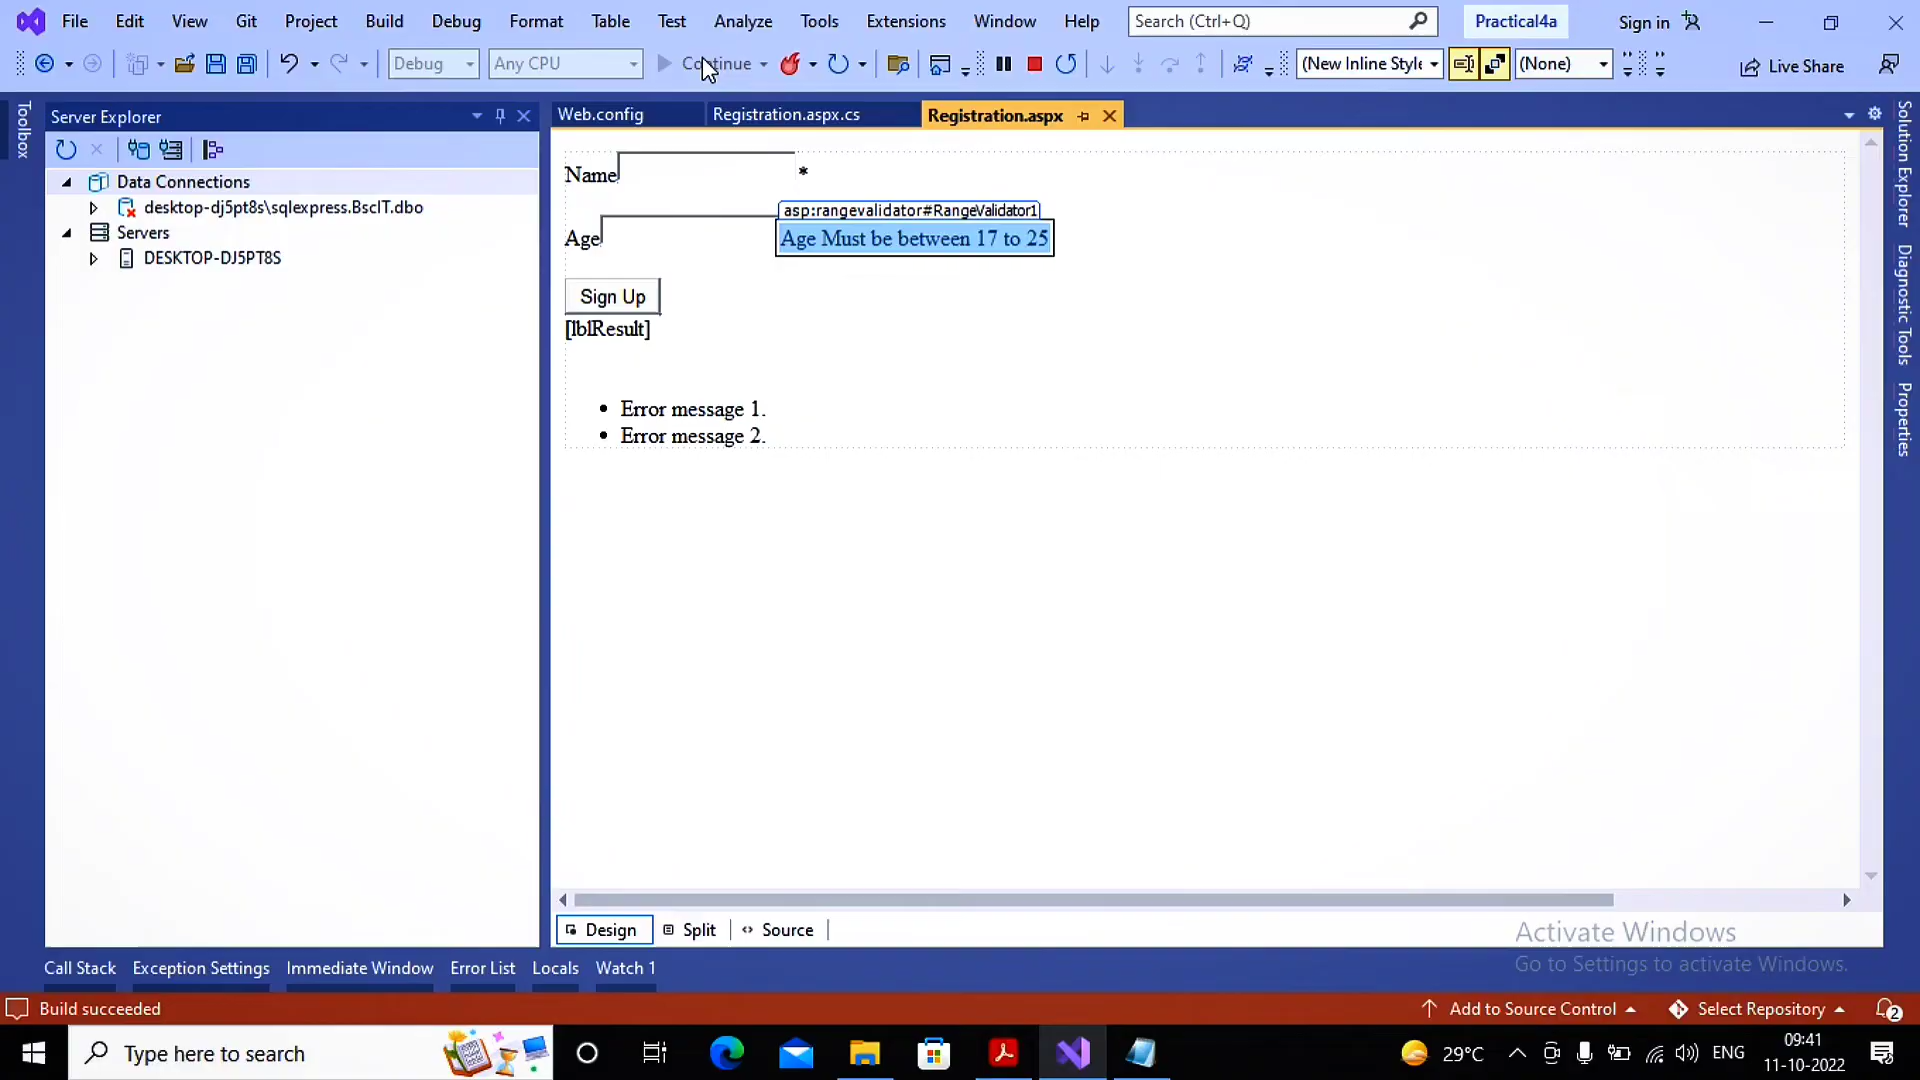 File Edit View Git Project Build Debug Format Table Test Analyze Tools Extensions Window Help Search (Ctrl+Q) Practical4a Sign in
Debug Any CPU Continue (New Inline Style (None) Live Share
Toolbox
Server Explorer
Data Connections
desktop-dj5pt8s\sqlexpress.BscIT.dbo
Servers
DESKTOP-DJ5PT8S
Web.config Registration.aspx.cs Registration.aspx
Name *
asp:rangevalidator#RangeValidator1
Age Age Must be between 17 to 25
Sign Up
[lblResult]
Error message 1.
Error message 2.
Solution Explorer
Diagnostic Tools
Properties
Design Split Source
Activate Windows
Go to Settings to activate Windows.
Call Stack Exception Settings Immediate Window Error List Locals Watch 1
Build succeeded Add to Source Control Select Repository 2
Type here to search 29°C ENG 09:41
11-10-2022